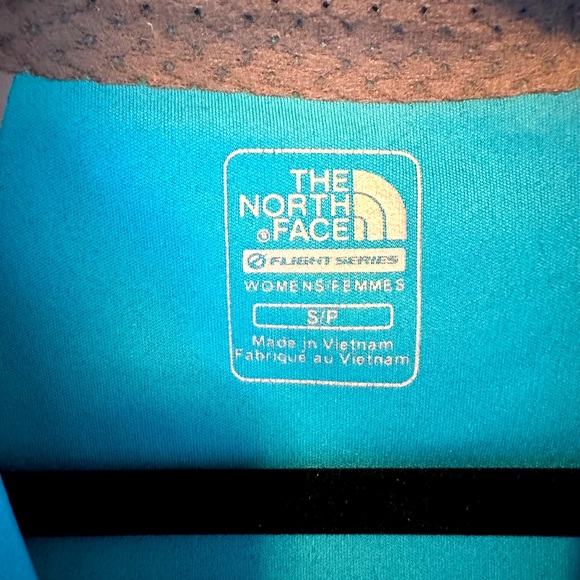 THE
NORTH
FACE
FLIGHT SERIES
WOMENS/FEMMES
S/P
Made in Vietnam
Fabriqué au Vietnam